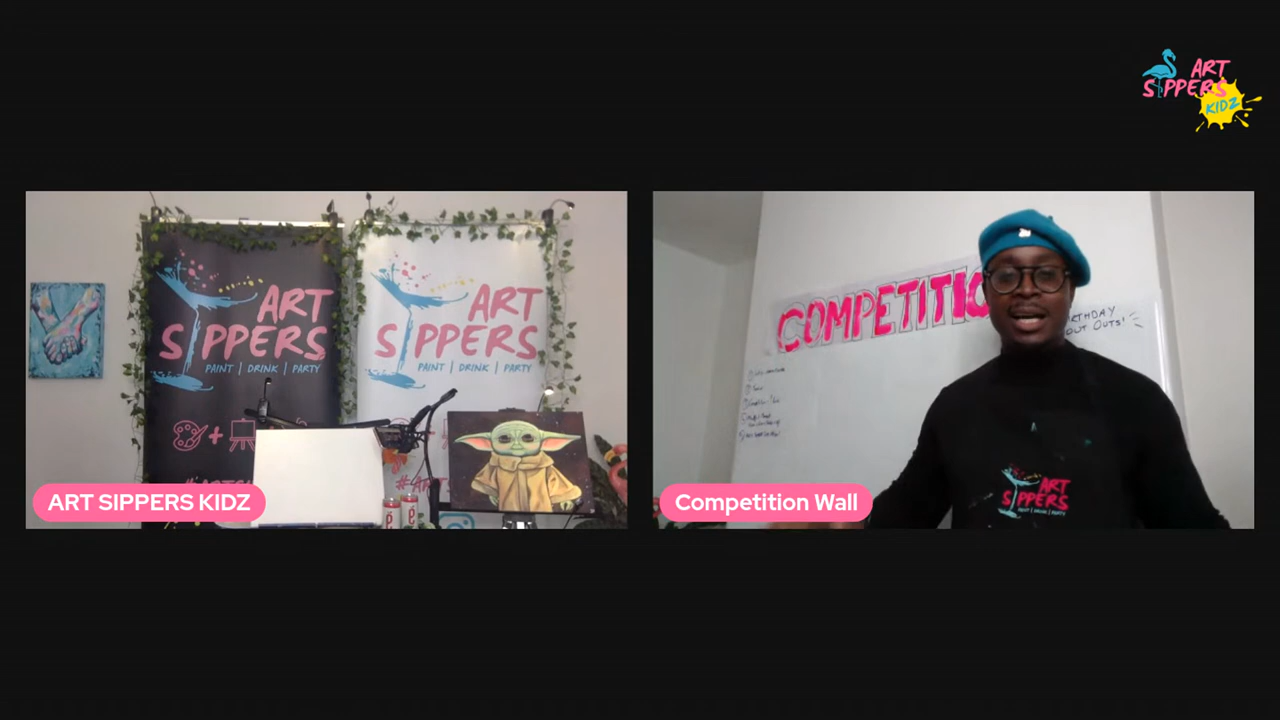 ART
SIPPERS
KIDZ
ART
SIPPERS
PAINT | DRINK | PARTY
ART
SIPPERS
PAINT | DRINK | PARTY
ART SIPPERS KIDZ
COMPETITIO
RTHDAY
OUT OUTS!
ART
SIPPERS
PAINT | DRINK | PARTY
Competition Wall